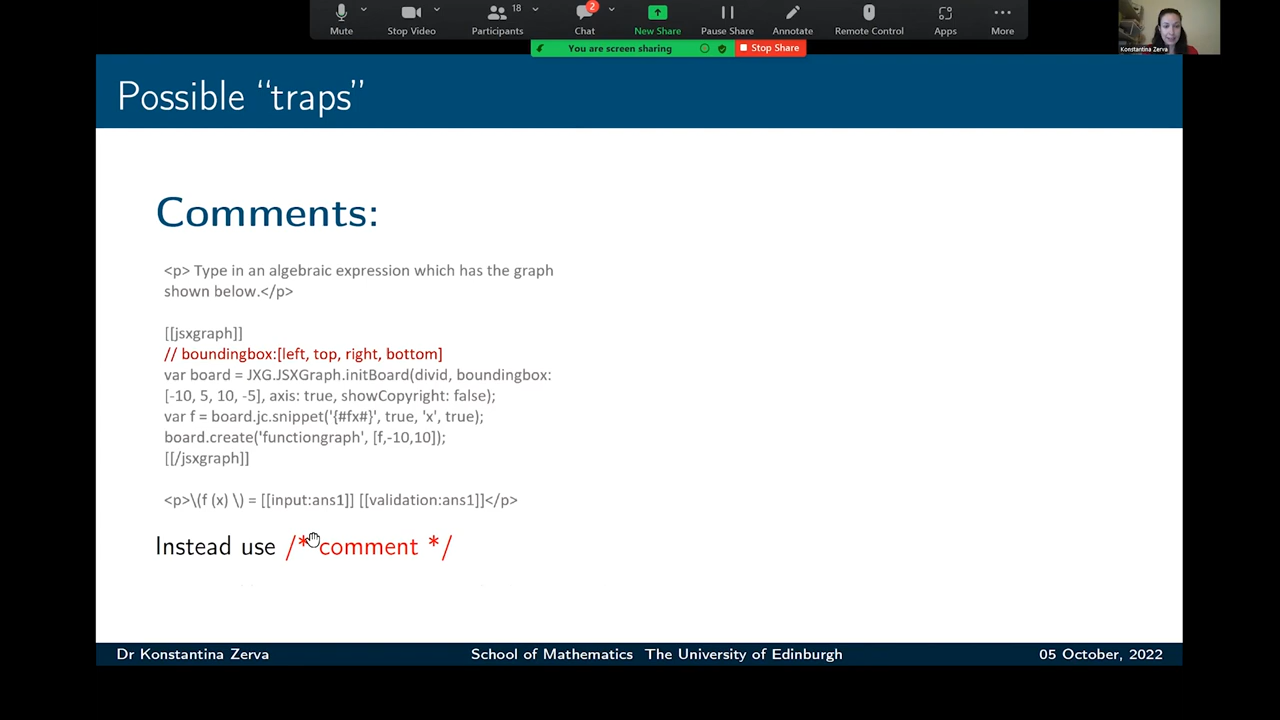 Mute
Stop Video
Participants
18
Chat
2
New Share
Pause Share
Annotate
Remote Control
Apps
More
You are screen sharing
Stop Share
Konstantina Zerva
Possible “traps”
Comments:
<p> Type in an algebraic expression which has the graph
shown below.</p>
[[jsxgraph]]
// boundingbox:[left, top, right, bottom]
var board = JXG.JSXGraph.initBoard(divid, boundingbox:
[-10, 5, 10, -5], axis: true, showCopyright: false);
var f = board.jc.snippet('{#fx#}', true, 'x', true);
board.create('functiongraph', [f,-10,10]);
[[/jsxgraph]]
<p>\(f (x) \) = [[input:ans1]] [[validation:ans1]]</p>
Instead use /* comment */
Dr Konstantina Zerva
School of Mathematics The University of Edinburgh
05 October, 2022